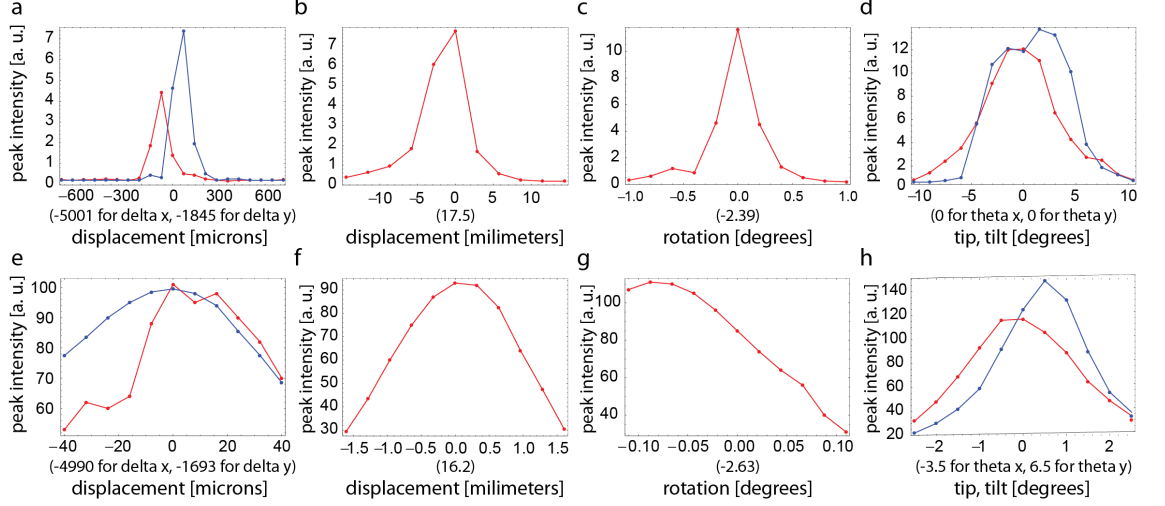 a
peak intensity [a. u.]
7
6
5
4
3
2
1
0
−600 −300 0 300 600
(-5001 for delta x, -1845 for delta y)
displacement [microns]
b
peak intensity [a. u.]
7
6
5
4
3
2
1
0
−10 −5 0 5 10
(17.5)
displacement [milimeters]
c
peak intensity [a. u.]
10
8
6
4
2
0
−1.0 −0.5 0.0 0.5 1.0
(-2.39)
rotation [degrees]
d
peak intensity [a. u.]
12
10
8
6
4
2
0
−10 −5 0 5 10
(0 for theta x, 0 for theta y)
tip, tilt [degrees]
e
peak intensity [a. u.]
100
90
80
70
60
−40 −20 0 20 40
(-4990 for delta x, -1693 for delta y)
displacement [microns]
f
peak intensity [a. u.]
90
80
70
60
50
40
30
−1.5 −1.0 −0.5 0.0 0.5 1.0 1.5
(16.2)
displacement [milimeters]
g
peak intensity [a. u.]
100
80
60
40
−0.10 −0.05 0.00 0.05 0.10
(-2.63)
rotation [degrees]
h
peak intensity [a. u.]
140
120
100
80
60
40
20
−2 −1 0 1 2
(-3.5 for theta x, 6.5 for theta y)
tip, tilt [degrees]